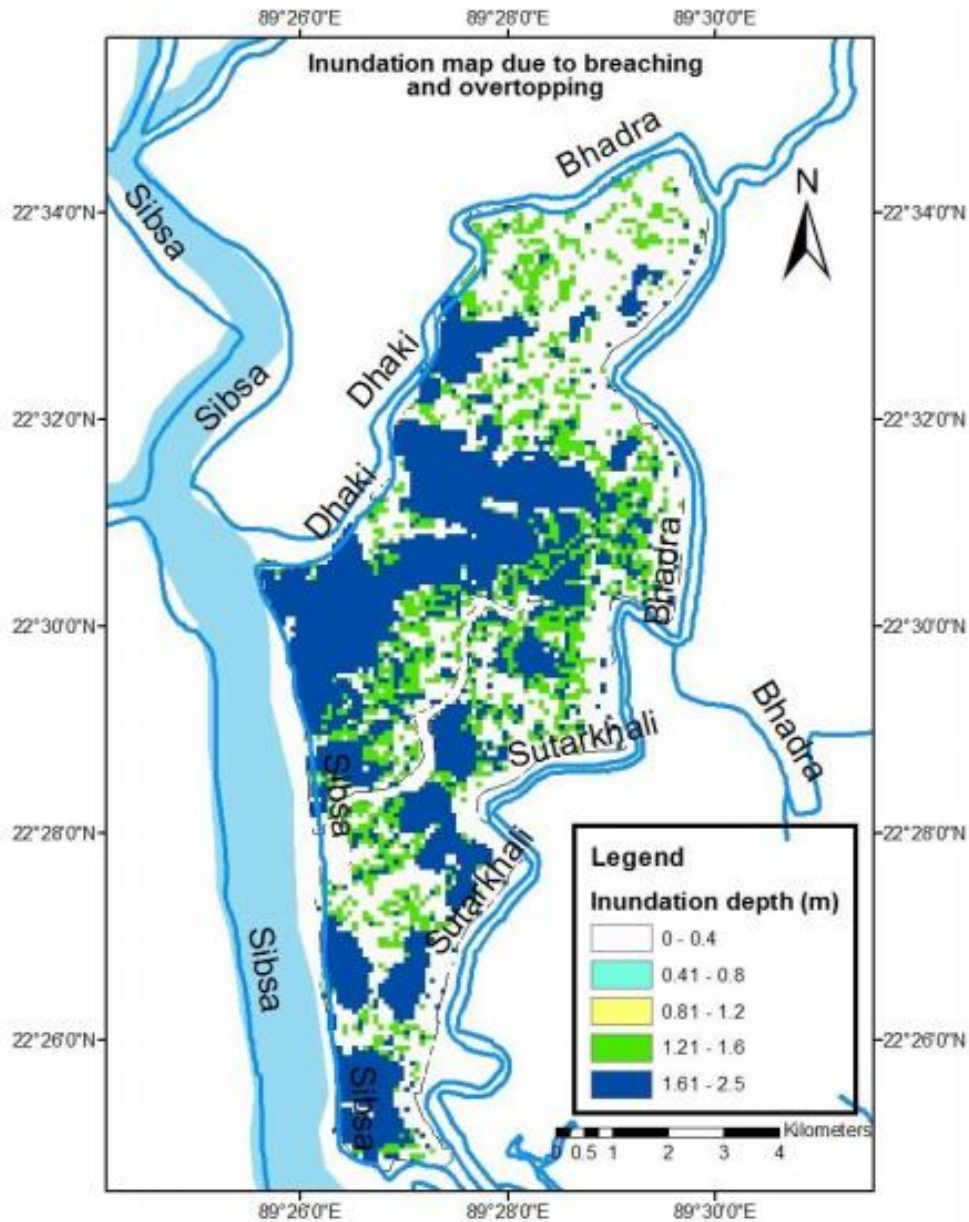 89°26'0"E 89°28'0"E 89°30'0"E
Inundation map due to breaching
and overtopping
Bhadra
N
Sibsa
22°34'0"N 22°34'0"N
Dhaki
Sibsa
22°32'0"N 22°32'0"N
Dhaki
Bhadra
22°30'0"N 22°30'0"N
Bhadra
Sutarkhali
Sibsa
22°28'0"N 22°28'0"N
Sutarkhali
Sibsa
Legend
Inundation depth (m)
0 - 0.4
0.41 - 0.8
0.81 - 1.2
1.21 - 1.6
1.61 - 2.5
22°26'0"N 22°26'0"N
Sibsa
Kilometers
0 0.5 1 2 3 4
89°26'0"E 89°28'0"E 89°30'0"E